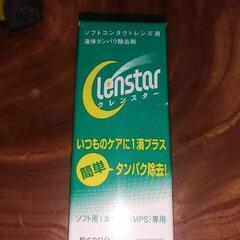 ソフトコンタクトレンズ用
液体タンパク除去剤
Clenstar
クレンスター
いつものケアに1滴プラス
簡単
タンパク除去!
ソフト用1本
(MPS)専用